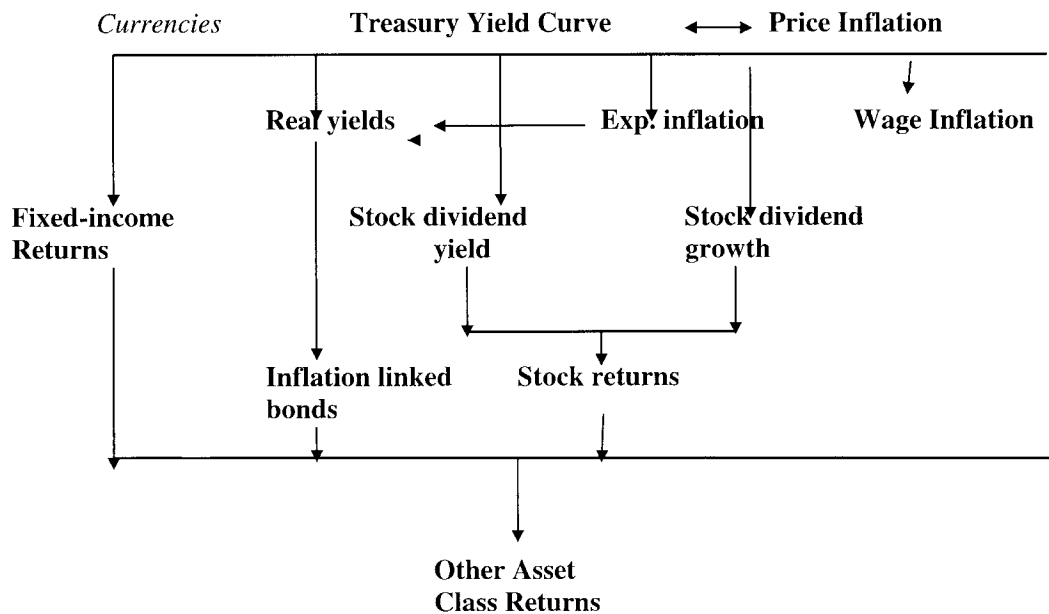 Currencies Treasury Yield Curve Price Inflation
Real yields Exp. inflation Wage Inflation
Fixed-income
Returns
Stock dividend
yield
Stock dividend
growth
Inflation linked
bonds
Stock returns
Other Asset
Class Returns